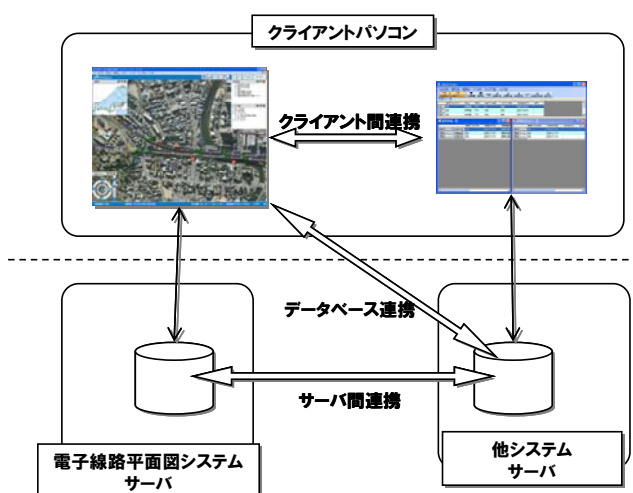 クライアントパソコン
クライアント間連携
データベース連携
サーバ間連携
電子線路平面図システム
サーバ
他システム
サーバ